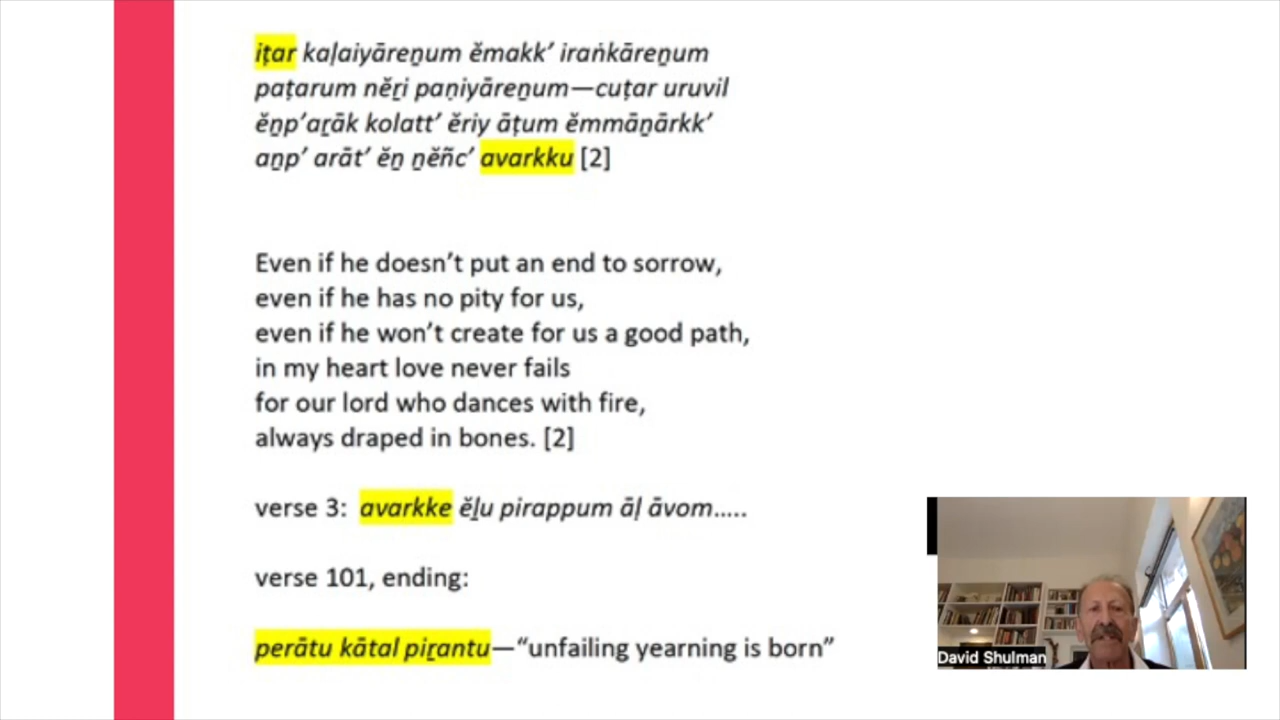 iṭar kaḷaiyāreṉum ĕmakk’ iraṅkāreṉum
paṭarum nĕṟi paṇiyāreṉum—cuṭar uruvil
ĕṉp’aṟāk kolatt’ ĕriy āṭum ĕmmāṉārkk’
aṉp’ arāt’ ĕṉ ṉĕñc’ avarkku [2]
Even if he doesn’t put an end to sorrow,
even if he has no pity for us,
even if he won’t create for us a good path,
in my heart love never fails
for our lord who dances with fire,
always draped in bones. [2]
verse 3: avarkke ĕḻu pirappum āḷ āvom.....
verse 101, ending:
perātu kātal piṟantu—“unfailing yearning is born”
David Shulman